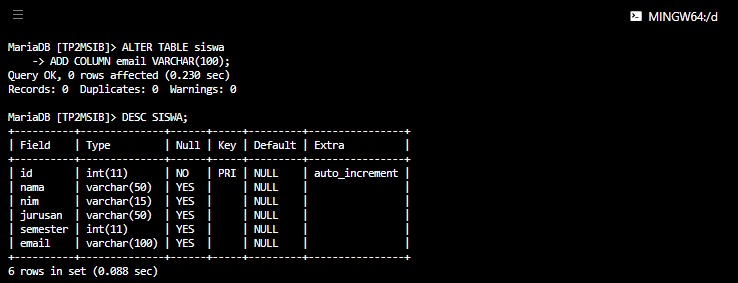 MINGW64:/d
MariaDB [TP2MSIB]> ALTER TABLE siswa
    -> ADD COLUMN email VARCHAR(100);
Query OK, 0 rows affected (0.230 sec)
Records: 0  Duplicates: 0  Warnings: 0

MariaDB [TP2MSIB]> DESC SISWA;
+----------+--------------+------+-----+---------+----------------+
| Field    | Type         | Null | Key | Default | Extra          |
+----------+--------------+------+-----+---------+----------------+
| id       | int(11)      | NO   | PRI | NULL    | auto_increment |
| nama     | varchar(50)  | YES  |     | NULL    |                |
| nim      | varchar(15)  | YES  |     | NULL    |                |
| jurusan  | varchar(50)  | YES  |     | NULL    |                |
| semester | int(11)      | YES  |     | NULL    |                |
| email    | varchar(100) | YES  |     | NULL    |                |
+----------+--------------+------+-----+---------+----------------+
6 rows in set (0.088 sec)